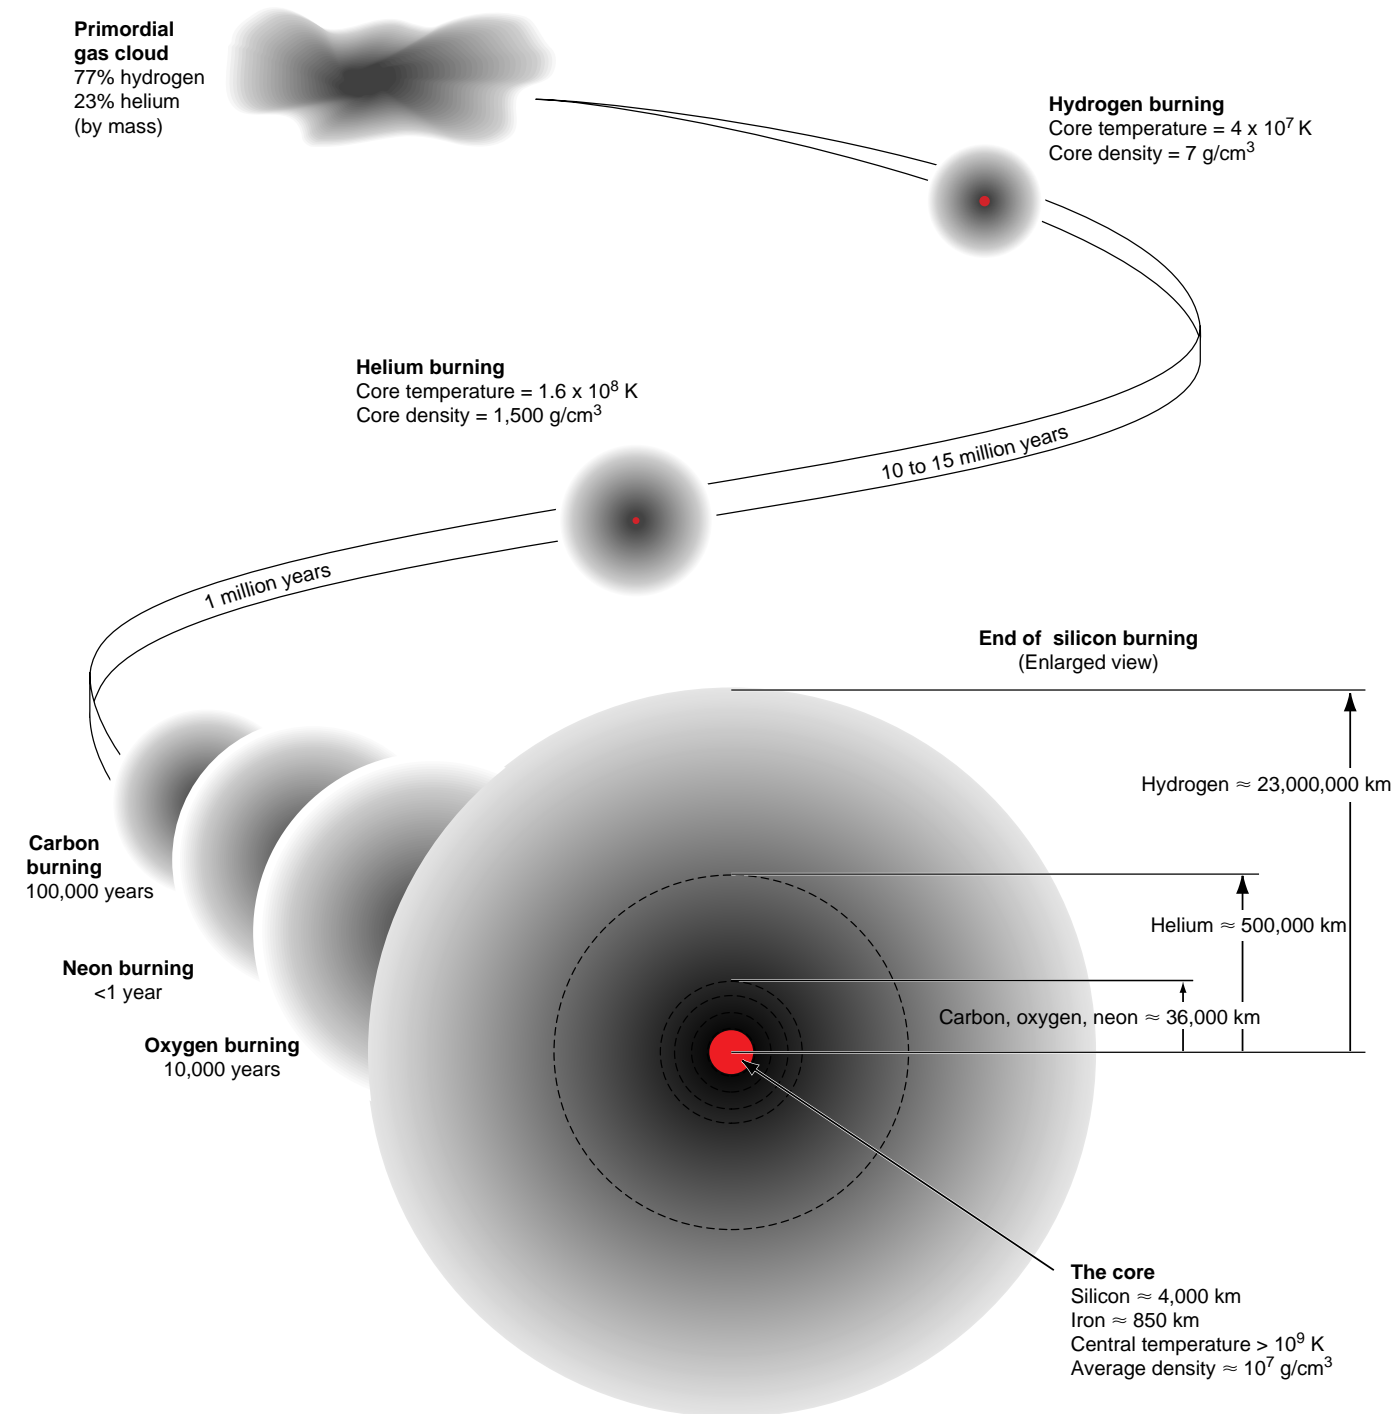 Primordial
gas cloud
77% hydrogen
23% helium
(by mass)
Hydrogen burning
Core temperature = 4 x 10⁷ K
Core density = 7 g/cm³
Helium burning
Core temperature = 1.6 x 10⁸ K
Core density = 1,500 g/cm³
10 to 15 million years
1 million years
End of silicon burning
(Enlarged view)
Hydrogen ≈ 23,000,000 km
Carbon
burning
100,000 years
Helium ≈ 500,000 km
Neon burning
<1 year
Carbon, oxygen, neon ≈ 36,000 km
Oxygen burning
10,000 years
The core
Silicon ≈ 4,000 km
Iron ≈ 850 km
Central temperature > 10⁹ K
Average density ≈ 10⁷ g/cm³